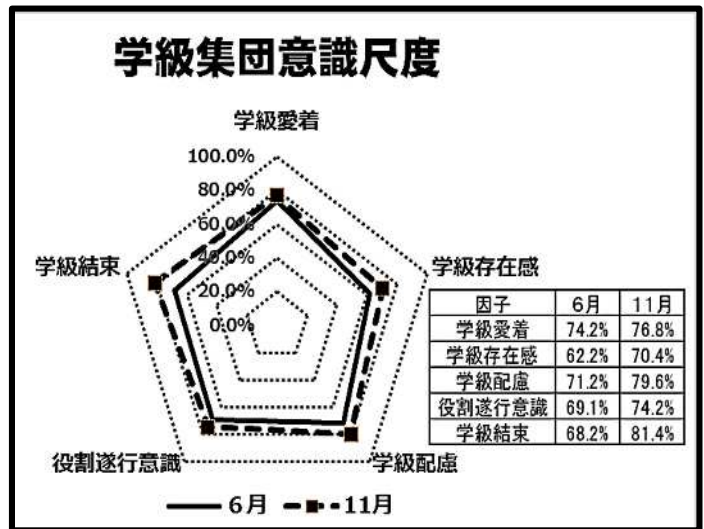 学級集団意識尺度
学級愛着
100.0%
80.0%
60.0%
40.0%
20.0%
0.0%
学級結束
学級存在感
役割遂行意識
学級配慮
因子 6月 11月
学級愛着 74.2% 76.8%
学級存在感 62.2% 70.4%
学級配慮 71.2% 79.6%
役割遂行意識 69.1% 74.2%
学級結束 68.2% 81.4%
6月 11月